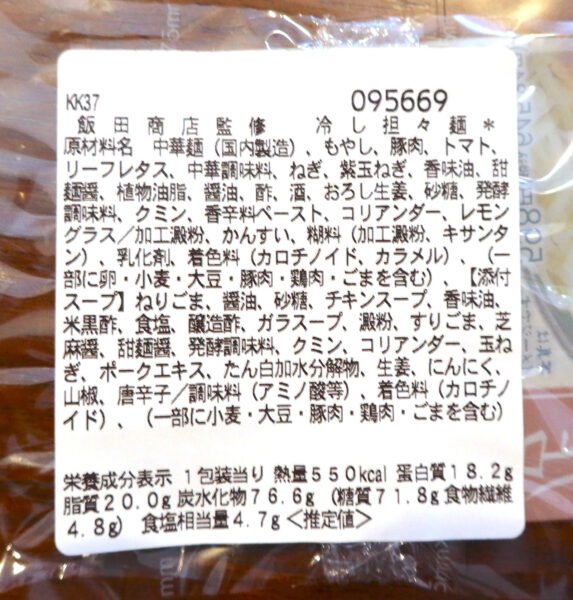 KK37
095669
飯田商店監修 冷し担々麺＊
原材料名 中華麺（国内製造）、もやし、豚肉、トマト、
リーフレタス、中華調味料、ねぎ、紫玉ねぎ、香味油、甜
麺醤、植物油脂、醤油、酢、酒、おろし生姜、砂糖、発酵
調味料、クミン、香辛料ペースト、コリアンダー、レモン
グラス／加工澱粉、かんすい、糊料（加工澱粉、キサンタ
ン）、乳化剤、着色料（カロチノイド、カラメル）、（一
部に卵・小麦・大豆・豚肉・鶏肉・ごまを含む）、【添付
スープ】ねりごま、醤油、砂糖、チキンスープ、香味油、
米黒酢、食塩、醸造酢、ガラスープ、澱粉、すりごま、芝
麻醤、甜麺醤、発酵調味料、クミン、コリアンダー、玉ね
ぎ、ポークエキス、たん白加水分解物、生姜、にんにく、
山椒、唐辛子／調味料（アミノ酸等）、着色料（カロチノ
イド）、（一部に小麦・大豆・豚肉・鶏肉・ごまを含む）
栄養成分表示 1包装当り 熱量550kcal 蛋白質18.2g
脂質20.0g 炭水化物76.6g （糖質71.8g 食物繊維
4.8g） 食塩相当量4.7g＜推定値＞